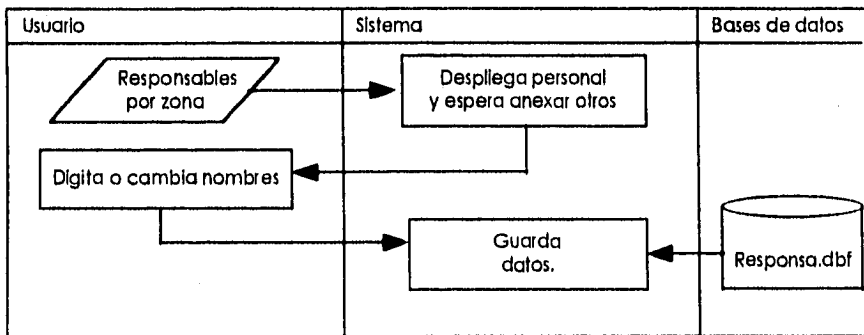 Usuario
Sistema
Bases de datos
Responsables
por zona
Despliega personal
y espera anexar otros
Digita o cambia nombres
Guarda
datos.
Responsa.dbf